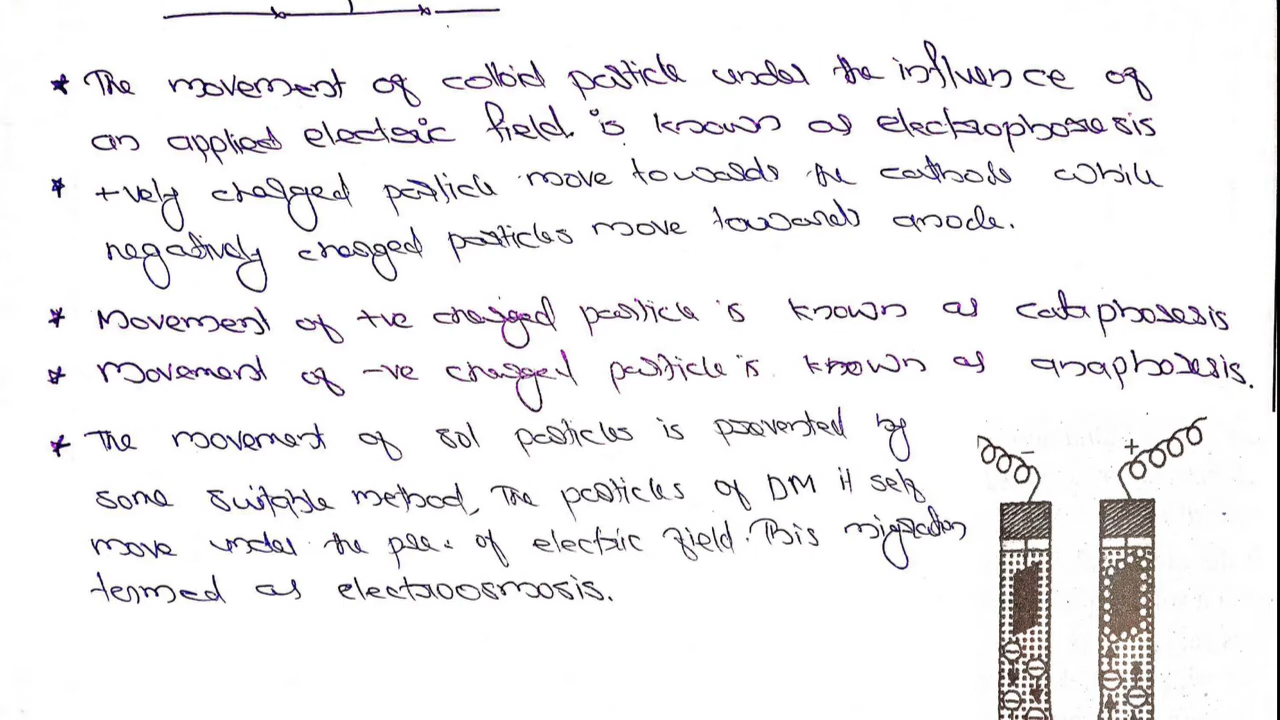 * The movement of colloid particle under the influence of
an applied electric field is known as electrophoresis
* +vely charged particle move towards the cathode while
negatively charged particles move towards anode.
* Movement of +ve charged particle is known as cataphoresis
* Movement of -ve charged particle is known as anaphoresis.
* The movement of sol particles is prevented by
some suitable method, The particles of DM it self
move under the of electric field. This migration
termed as electroosmosis.
- +